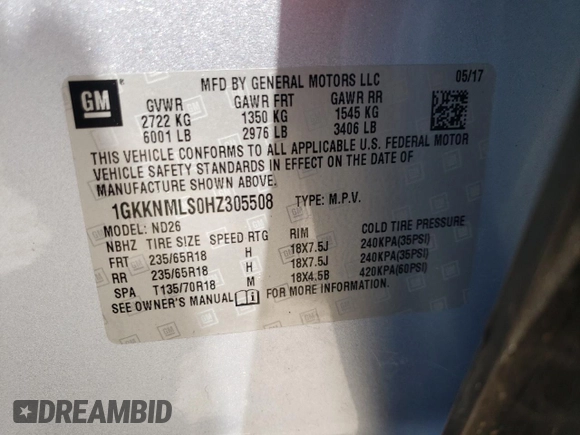 GM
MFD BY GENERAL MOTORS LLC 05/17
GVWR GAWR FRT GAWR RR
2722 KG 1350 KG 1545 KG
6001 LB 2976 LB 3406 LB
THIS VEHICLE CONFORMS TO ALL APPLICABLE U.S. FEDERAL MOTOR
VEHICLE SAFETY STANDARDS IN EFFECT ON THE DATE OF
MANUFACTURE SHOWN ABOVE.
1GKKNMLS0HZ305508 TYPE: M.P.V.
MODEL: ND26
NBHZ TIRE SIZE SPEED RTG RIM COLD TIRE PRESSURE
FRT 235/65R18 H 18X7.5J 240KPA(35PSI)
RR 235/65R18 H 18X7.5J 240KPA(35PSI)
SPA T135/70R18 M 18X4.5B 420KPA(60PSI)
SEE OWNER'S MANUAL FOR MORE INFORMATION.
DREAMBID